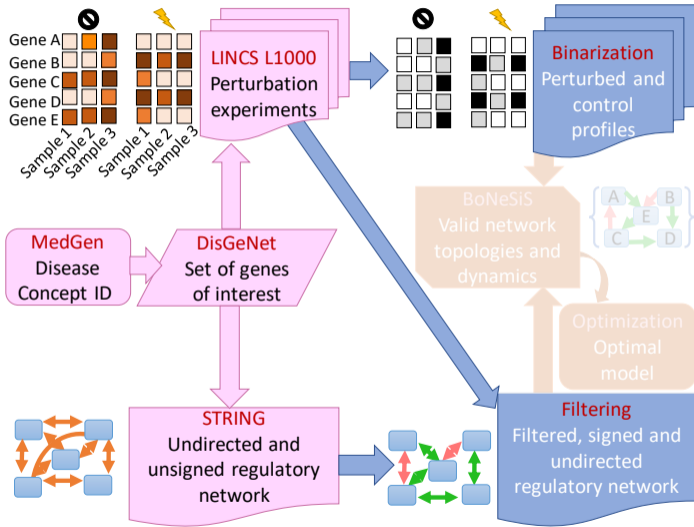 Gene A
Gene B
Gene C
Gene D
Gene E
Sample 1
Sample 2
Sample 3
Sample 1
Sample 2
Sample 3
LINCS L1000
Perturbation
experiments
Binarization
Perturbed and
control
profiles
MedGen
Disease
Concept ID
DisGeNet
Set of genes
of interest
BoNeSiS
Valid network
topologies and
dynamics
A
B
E
C
D
Optimization
Optimal
model
STRING
Undirected and
unsigned regulatory
network
Filtering
Filtered, signed and
undirected
regulatory network